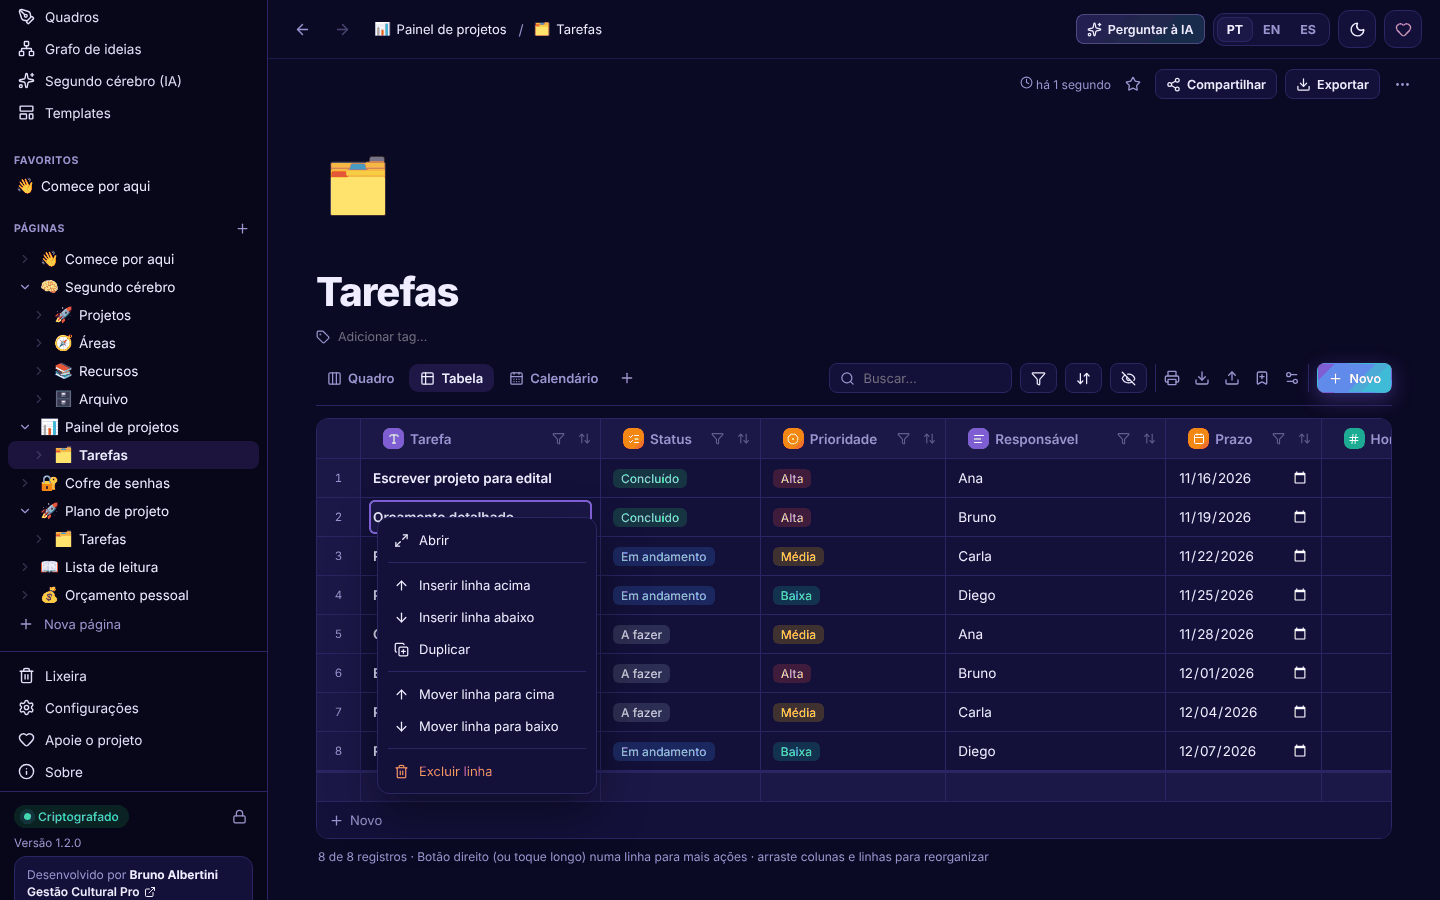 Quadros
Grafo de ideias
Segundo cérebro (IA)
Templates
FAVORITOS
Comece por aqui
PÁGINAS
Comece por aqui
Segundo cérebro
Projetos
Áreas
Recursos
Arquivo
Painel de projetos
Tarefas
Cofre de senhas
Plano de projeto
Tarefas
Lista de leitura
Orçamento pessoal
Nova página
Lixeira
Configurações
Apoie o projeto
Sobre
Criptografado
Versão 1.2.0
Desenvolvido por Bruno Albertini
Gestão Cultural Pro
Painel de projetos / Tarefas
Perguntar à IA
PT EN ES
há 1 segundo
Compartilhar
Exportar
Tarefas
Adicionar tag...
Quadro Tabela Calendário
Buscar...
Novo
Tarefa Status Prioridade Responsável Prazo
1 Escrever projeto para edital Concluído Alta Ana 11/16/2026
2 Orçamento detalhado Concluído Alta Bruno 11/19/2026
3 Em andamento Média Carla 11/22/2026
4 Em andamento Baixa Diego 11/25/2026
5 A fazer Média Ana 11/28/2026
6 A fazer Alta Bruno 12/01/2026
7 A fazer Média Carla 12/04/2026
8 Em andamento Baixa Diego 12/07/2026
Abrir
Inserir linha acima
Inserir linha abaixo
Duplicar
Mover linha para cima
Mover linha para baixo
Excluir linha
Novo
8 de 8 registros · Botão direito (ou toque longo) numa linha para mais ações · arraste colunas e linhas para reorganizar